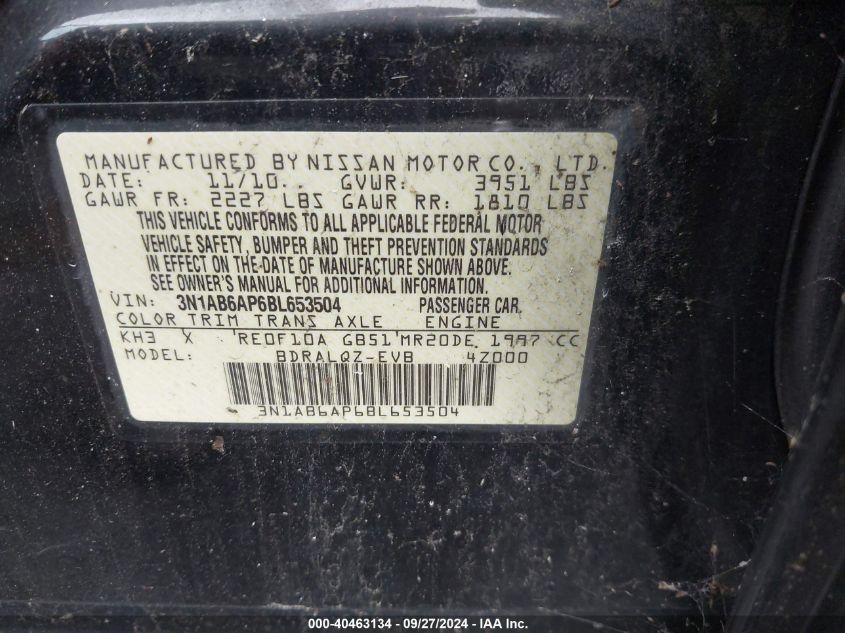 MANUFACTURED BY NISSAN MOTOR CO., LTD.
DATE: 11/10 GVWR: 3951 LBS
GAWR FR: 2227 LBS GAWR RR: 1810 LBS
THIS VEHICLE CONFORMS TO ALL APPLICABLE FEDERAL MOTOR
VEHICLE SAFETY, BUMPER AND THEFT PREVENTION STANDARDS
IN EFFECT ON THE DATE OF MANUFACTURE SHOWN ABOVE.
SEE OWNER'S MANUAL FOR ADDITIONAL INFORMATION.
VIN: 3N1AB6AP6BL653504 PASSENGER CAR
COLOR TRIM TRANS AXLE ENGINE
KH3 X RE0F10A GB51 MR20DE 1997 CC
MODEL: BDRALQZ-EVB 4Z000
3N1AB6AP6BL653504
000-40463134 - 09/27/2024 - IAA Inc.